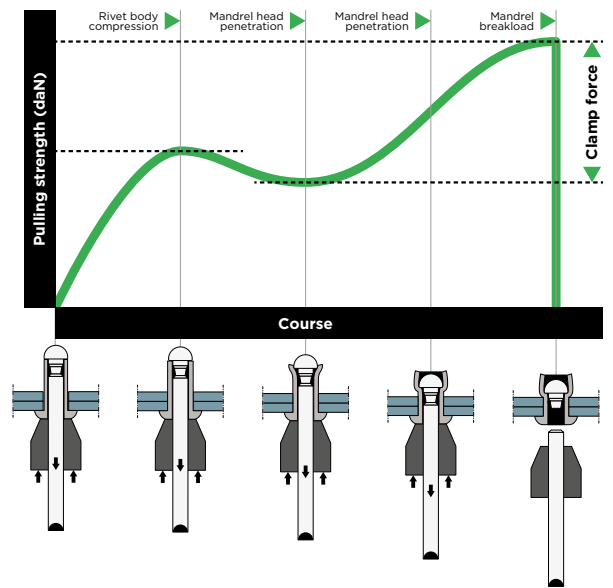 Rivet body
compression
Mandrel head
penetration
Mandrel head
penetration
Mandrel
breakload
Pulling strength (daN)
Clamp force
Course